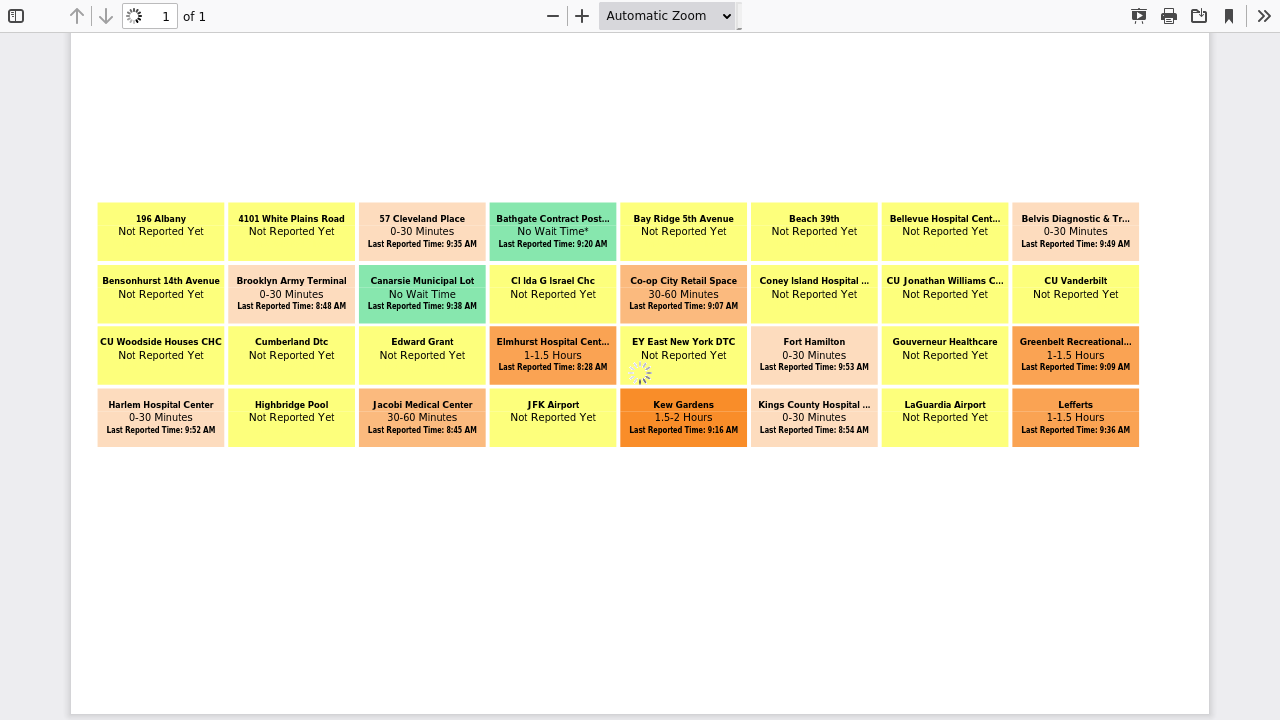 1 of 1 Automatic Zoom
196 Albany
Not Reported Yet
4101 White Plains Road
Not Reported Yet
57 Cleveland Place
0-30 Minutes
Last Reported Time: 9:35 AM
Bathgate Contract Post...
No Wait Time*
Last Reported Time: 9:20 AM
Bay Ridge 5th Avenue
Not Reported Yet
Beach 39th
Not Reported Yet
Bellevue Hospital Cent...
Not Reported Yet
Belvis Diagnostic & Tr...
0-30 Minutes
Last Reported Time: 9:49 AM
Bensonhurst 14th Avenue
Not Reported Yet
Brooklyn Army Terminal
0-30 Minutes
Last Reported Time: 8:48 AM
Canarsie Municipal Lot
No Wait Time
Last Reported Time: 9:38 AM
CI Ida G Israel Chc
Not Reported Yet
Co-op City Retail Space
30-60 Minutes
Last Reported Time: 9:07 AM
Coney Island Hospital ...
Not Reported Yet
CU Jonathan Williams C...
Not Reported Yet
CU Vanderbilt
Not Reported Yet
CU Woodside Houses CHC
Not Reported Yet
Cumberland Dtc
Not Reported Yet
Edward Grant
Not Reported Yet
Elmhurst Hospital Cent...
1-1.5 Hours
Last Reported Time: 8:28 AM
EY East New York DTC
Not Reported Yet
Fort Hamilton
0-30 Minutes
Last Reported Time: 9:53 AM
Gouverneur Healthcare
Not Reported Yet
Greenbelt Recreational...
1-1.5 Hours
Last Reported Time: 9:09 AM
Harlem Hospital Center
0-30 Minutes
Last Reported Time: 9:52 AM
Highbridge Pool
Not Reported Yet
Jacobi Medical Center
30-60 Minutes
Last Reported Time: 8:45 AM
JFK Airport
Not Reported Yet
Kew Gardens
1.5-2 Hours
Last Reported Time: 9:16 AM
Kings County Hospital ...
0-30 Minutes
Last Reported Time: 8:54 AM
LaGuardia Airport
Not Reported Yet
Lefferts
1-1.5 Hours
Last Reported Time: 9:36 AM